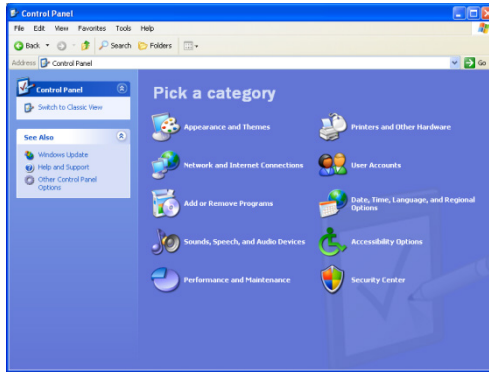 Control Panel
File Edit View Favorites Tools Help
Back Search Folders
Address Control Panel Go
Control Panel
Switch to Classic View
See Also
Windows Update
Help and Support
Other Control Panel
Options
Pick a category
Appearance and Themes
Printers and Other Hardware
Network and Internet Connections
User Accounts
Add or Remove Programs
Date, Time, Language, and Regional
Options
Sounds, Speech, and Audio Devices
Accessibility Options
Performance and Maintenance
Security Center